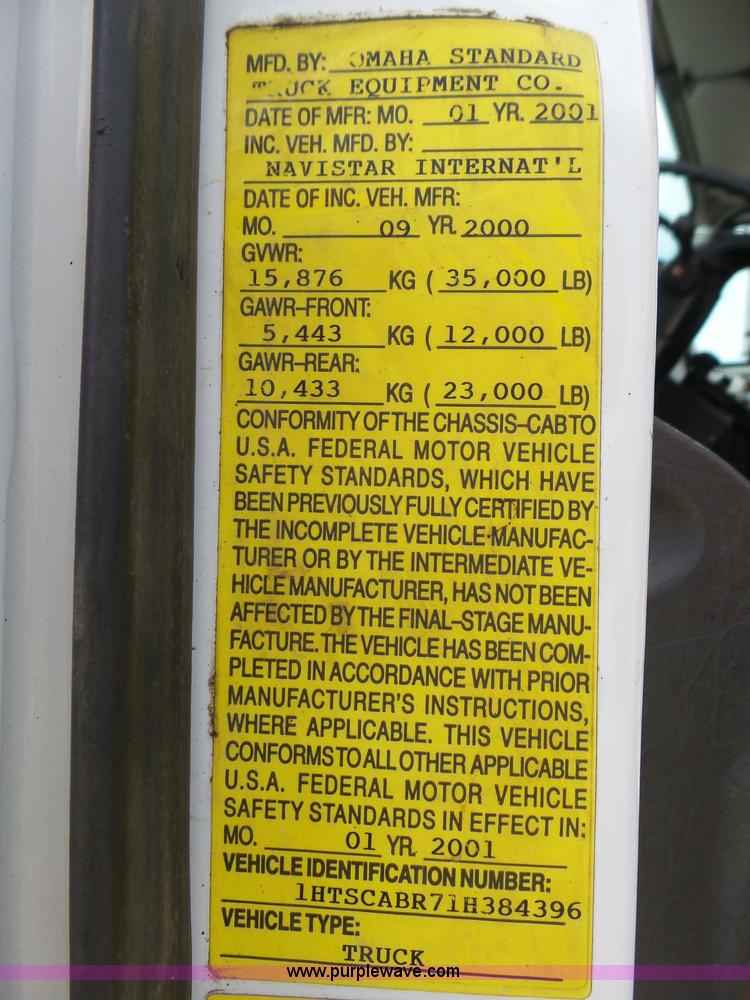 MFD. BY: OMAHA STANDARD
TRUCK EQUIPMENT CO.
DATE OF MFR: MO. 01 YR. 2001
INC. VEH. MFD. BY:
NAVISTAR INTERNAT'L
DATE OF INC. VEH. MFR:
MO. 09 YR. 2000
GVWR:
15,876 KG ( 35,000 LB)
GAWR-FRONT:
5,443 KG ( 12,000 LB)
GAWR-REAR:
10,433 KG ( 23,000 LB)
CONFORMITY OF THE CHASSIS-CAB TO
U.S.A. FEDERAL MOTOR VEHICLE
SAFETY STANDARDS, WHICH HAVE
BEEN PREVIOUSLY FULLY CERTIFIED BY
THE INCOMPLETE VEHICLE MANUFAC-
TURER OR BY THE INTERMEDIATE VE-
HICLE MANUFACTURER, HAS NOT BEEN
AFFECTED BY THE FINAL-STAGE MANU-
FACTURE. THE VEHICLE HAS BEEN COM-
PLETED IN ACCORDANCE WITH PRIOR
MANUFACTURER'S INSTRUCTIONS,
WHERE APPLICABLE. THIS VEHICLE
CONFORMS TO ALL OTHER APPLICABLE
U.S.A. FEDERAL MOTOR VEHICLE
SAFETY STANDARDS IN EFFECT IN:
MO. 01 YR. 2001
VEHICLE IDENTIFICATION NUMBER:
1HTSCABR71H384396
VEHICLE TYPE:
TRUCK
www.purplewave.com